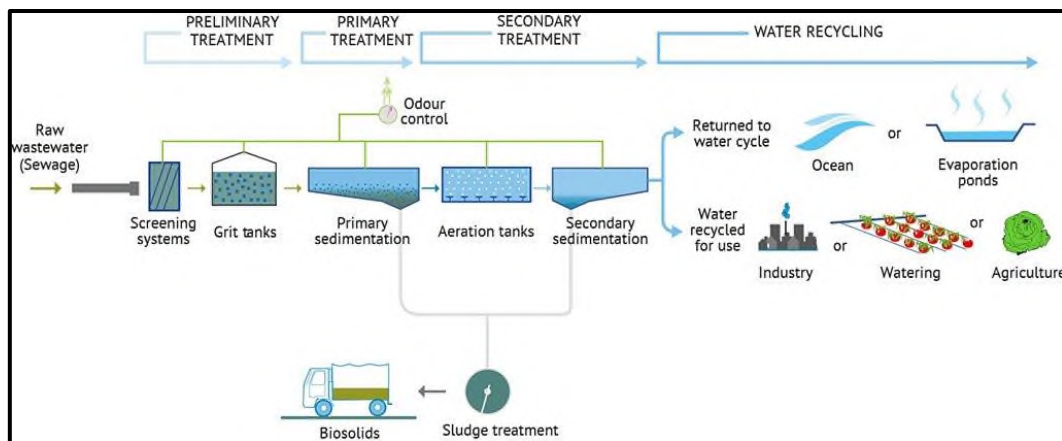 PRELIMINARY
TREATMENT
PRIMARY
TREATMENT
SECONDARY
TREATMENT
WATER RECYCLING
Odour
control
Raw
wastewater
(Sewage)
Screening
systems
Grit tanks
Primary
sedimentation
Aeration tanks
Secondary
sedimentation
Returned to
water cycle
Ocean
or
Evaporation
ponds
Water
recycled
for use
Industry
or
Watering
or
Agriculture
Biosolids
Sludge treatment